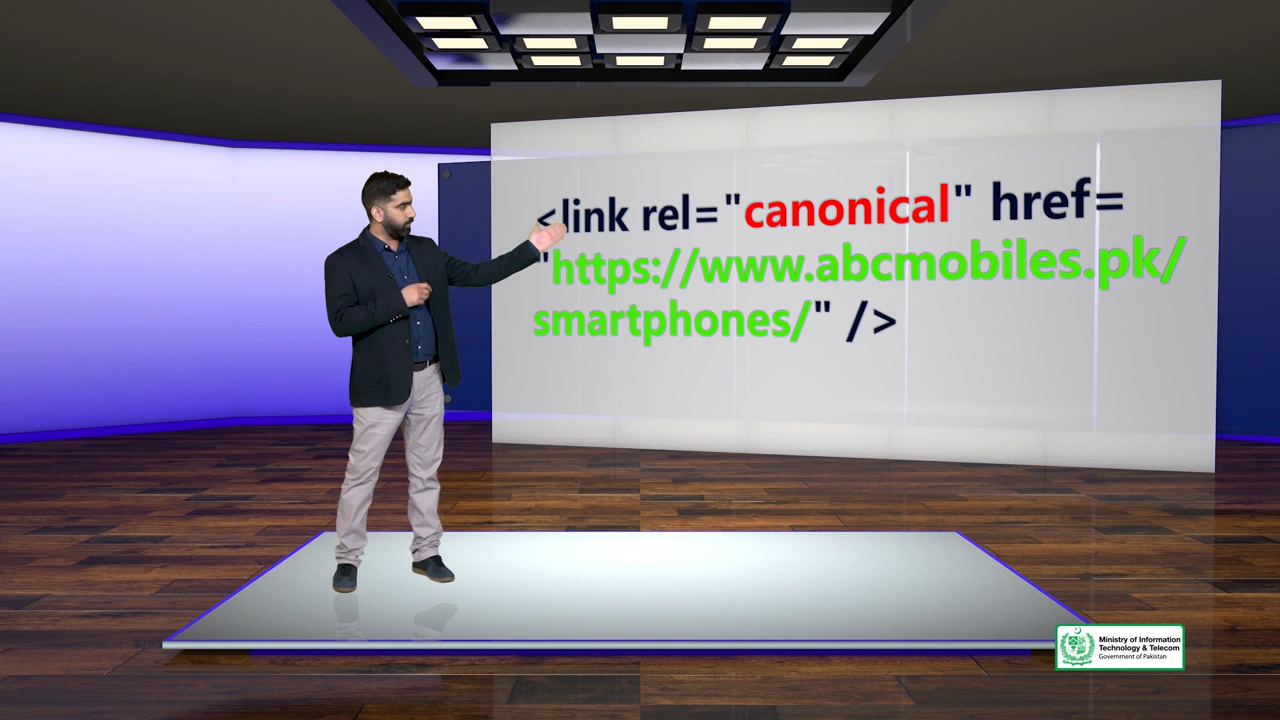 <link rel="canonical" href=
"https://www.abcmobiles.pk/
smartphones/" />
Ministry of Information
Technology & Telecom
Government of Pakistan